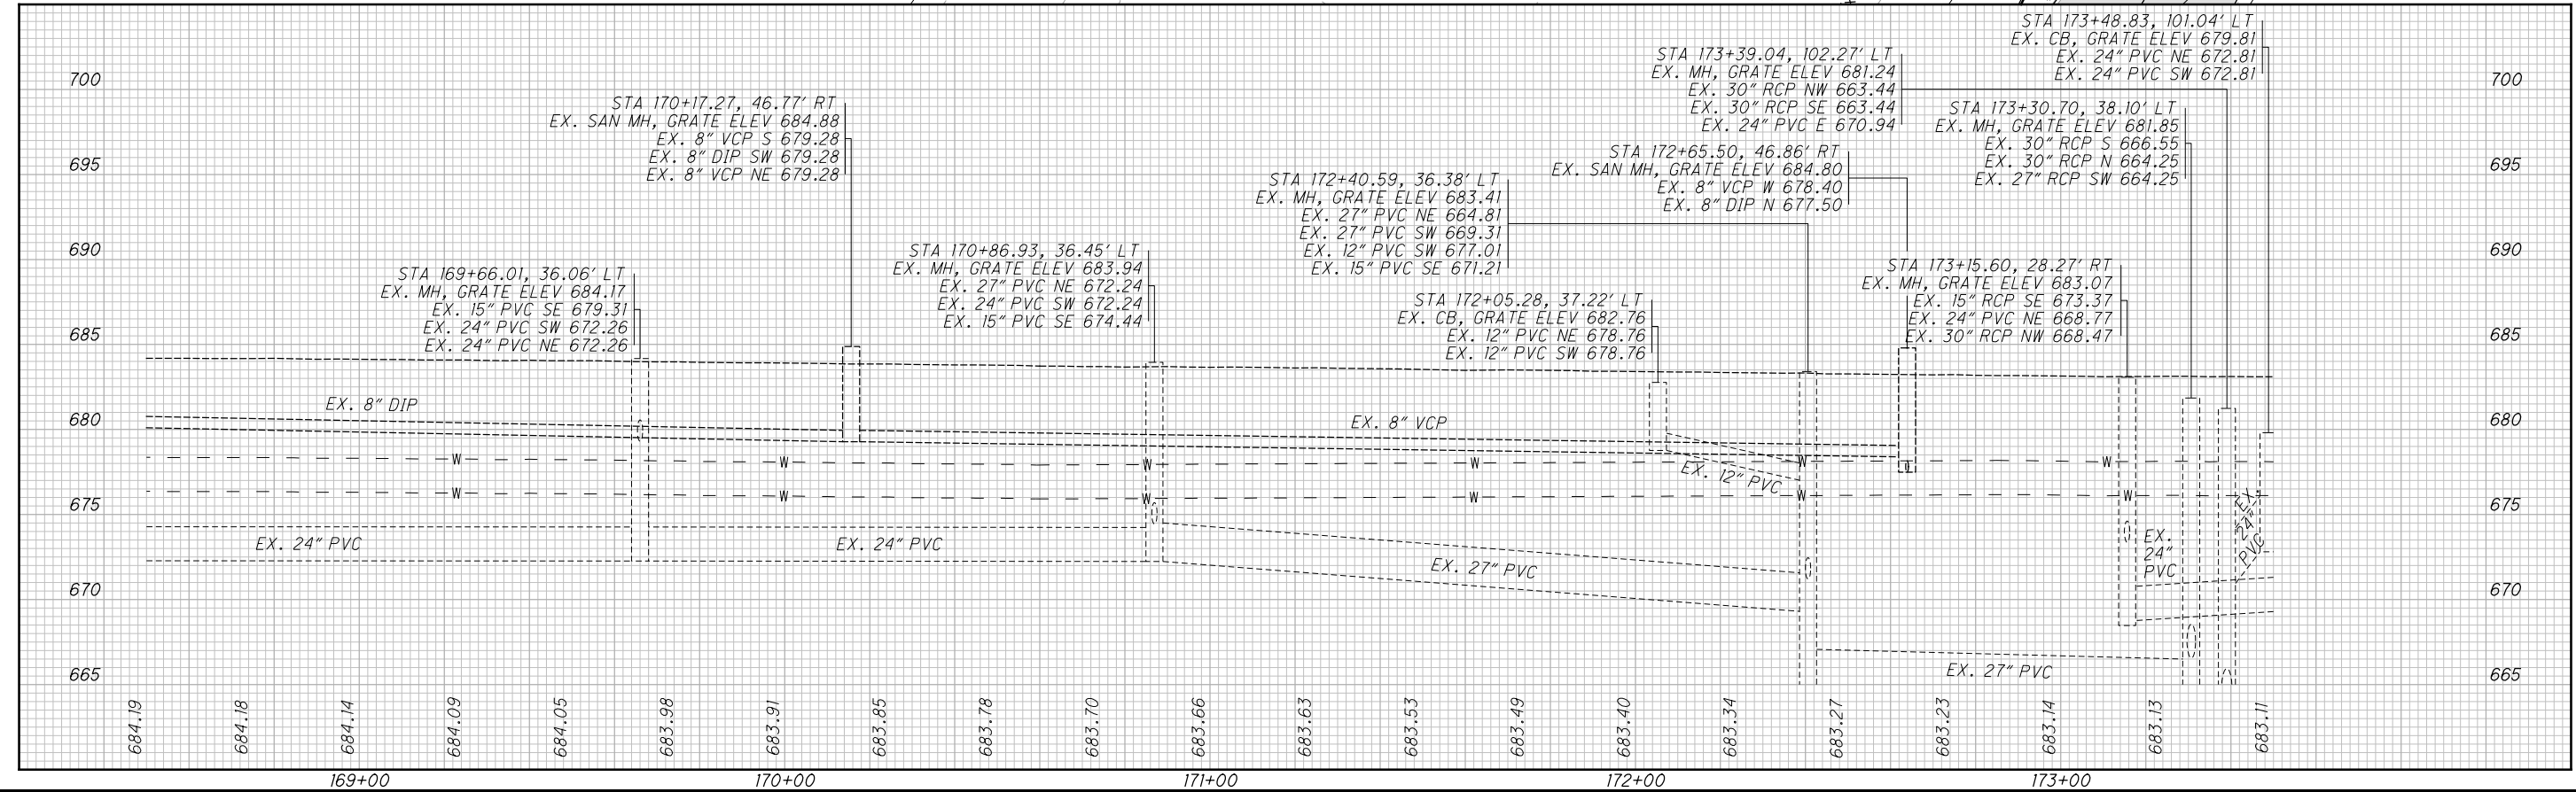 STA 173+48.83, 101.04' LT
EX. CB, GRATE ELEV 679.81
EX. 24" PVC NE 672.81
EX. 24" PVC SW 672.81
STA 173+39.04, 102.27' LT
EX. MH, GRATE ELEV 681.24
EX. 30" RCP NW 663.44
EX. 30" RCP SE 663.44
EX. 24" PVC E 670.94
700
700
STA 170+17.27, 46.77' RT
EX. SAN MH, GRATE ELEV 684.88
EX. 8" VCP S 679.28
EX. 8" DIP SW 679.28
EX. 8" VCP NE 679.28
STA 173+30.70, 38.10' LT
EX. MH, GRATE ELEV 681.85
EX. 30" RCP S 666.55
EX. 30" RCP N 664.25
EX. 27" RCP SW 664.25
STA 172+65.50, 46.86' RT
EX. SAN MH, GRATE ELEV 684.80
EX. 8" VCP W 678.40
EX. 8" DIP N 677.50
695
695
STA 172+40.59, 36.38' LT
EX. MH, GRATE ELEV 683.41
EX. 27" PVC NE 664.81
EX. 27" PVC SW 669.31
EX. 12" PVC SW 677.01
EX. 15" PVC SE 671.21
690
690
STA 170+86.93, 36.45' LT
EX. MH, GRATE ELEV 683.94
EX. 27" PVC NE 672.24
EX. 24" PVC SW 672.24
EX. 15" PVC SE 674.44
STA 173+15.60, 28.27' RT
EX. MH, GRATE ELEV 683.07
EX. 15" RCP SE 673.37
EX. 24" PVC NE 668.77
EX. 30" RCP NW 668.47
STA 169+66.01, 36.06' LT
EX. MH, GRATE ELEV 684.17
EX. 15" PVC SE 679.31
EX. 24" PVC SW 672.26
EX. 24" PVC NE 672.26
STA 172+05.28, 37.22' LT
EX. CB, GRATE ELEV 682.76
EX. 12" PVC NE 678.76
EX. 12" PVC SW 678.76
685
685
EX. 8" DIP
EX. 8" VCP
680
680
W W W W W W
EX. 12" PVC
W W W W W W
675
675
EX. 24" PVC
EX. 24" PVC
EX. 27" PVC
EX.
24"
PVC
EX.
24"
PVC
670
670
EX. 27" PVC
665
665
684.19
684.18
684.14
684.09
684.05
683.98
683.91
683.85
683.78
683.70
683.66
683.63
683.53
683.49
683.40
683.34
683.27
683.23
683.14
683.13
683.11
169+00
170+00
171+00
172+00
173+00